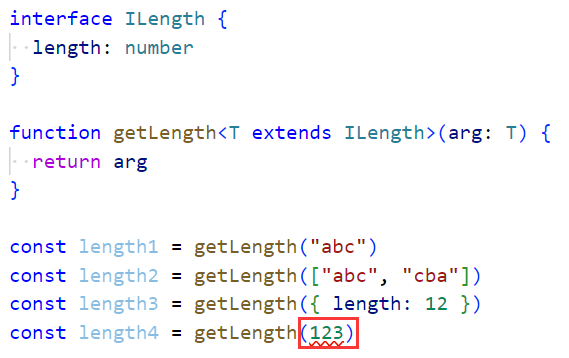 interface ILength {
  length: number
}

function getLength<T extends ILength>(arg: T) {
  return arg
}

const length1 = getLength("abc")
const length2 = getLength(["abc", "cba"])
const length3 = getLength({ length: 12 })
const length4 = getLength(123)